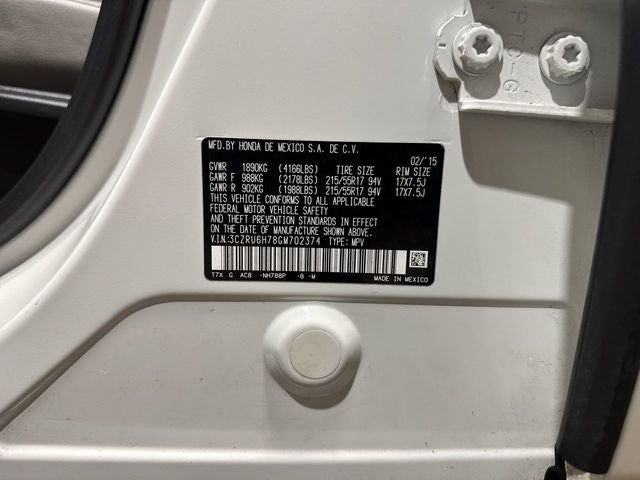 PTC-G
MFD.BY HONDA DE MEXICO S.A. DE C.V. 02/'15
GVWR 1890KG (4166LBS) TIRE SIZE RIM SIZE
GAWR F 988KG (2178LBS) 215/55R17 94V 17X7.5J
GAWR R 902KG (1988LBS) 215/55R17 94V 17X7.5J
THIS VEHICLE CONFORMS TO ALL APPLICABLE
FEDERAL MOTOR VEHICLE SAFETY
AND THEFT PREVENTION STANDARDS IN EFFECT
ON THE DATE OF MANUFACTURE SHOWN ABOVE.
V.I.N:3CZRU6H78GM702374 TYPE: MPV
T7X G AC8 -NH788P -B -M MADE IN MEXICO